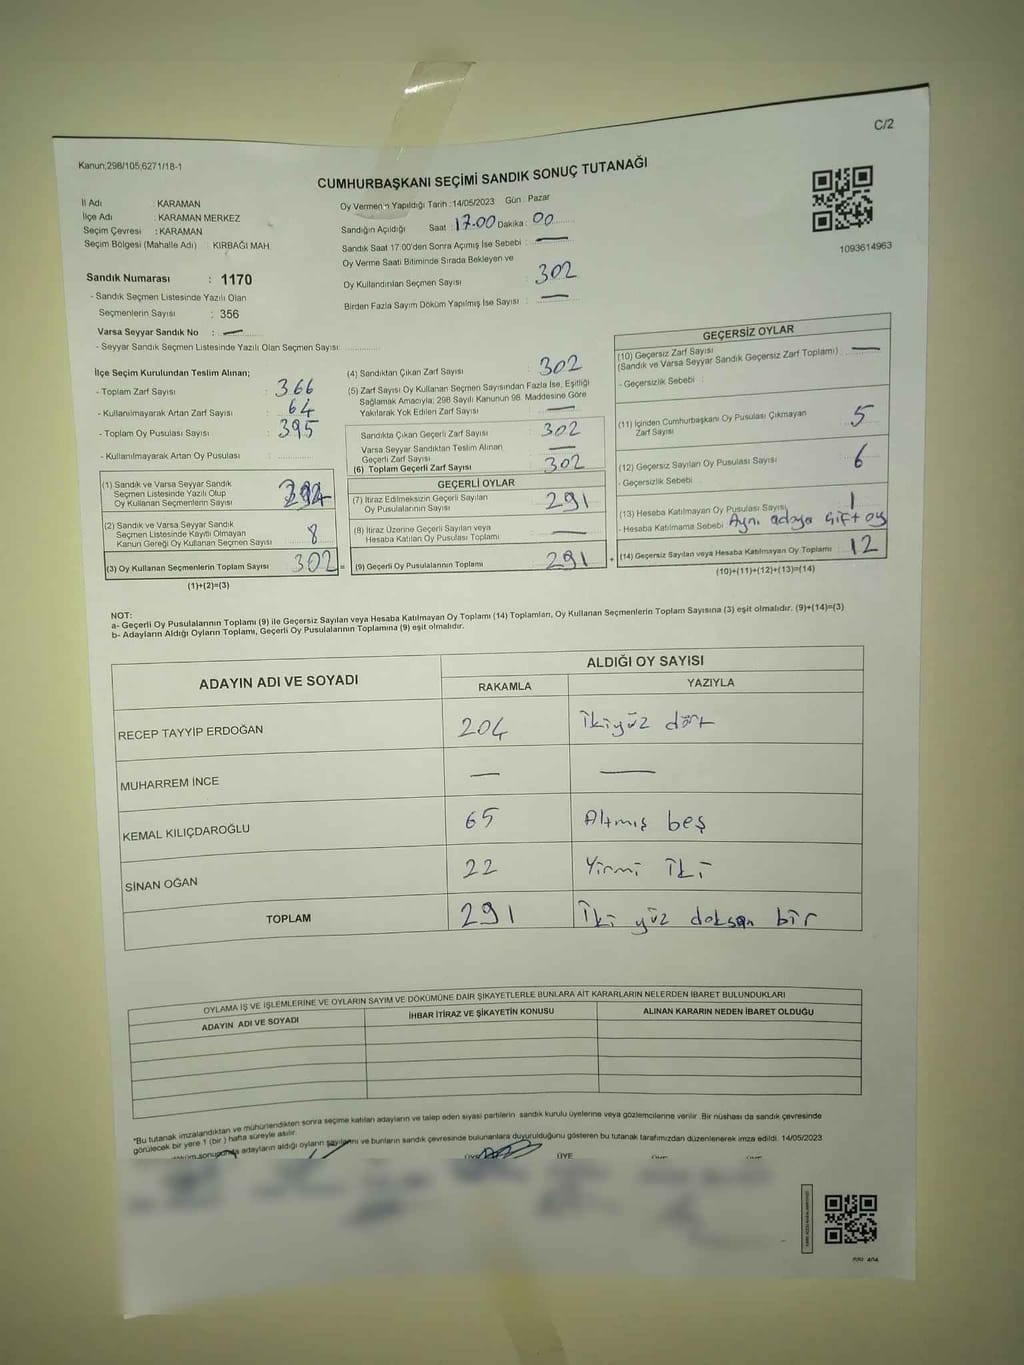 C/2
Kanun;298/105;6271/18-1
CUMHURBAŞKANI SEÇİMİ SANDIK SONUÇ TUTANAĞI
İl Adı : KARAMAN
İlçe Adı : KARAMAN MERKEZ
Seçim Çevresi : KARAMAN
Seçim Bölgesi (Mahalle Adı) : KIRBAĞI MAH
Sandık Numarası : 1170
- Sandık Seçmen Listesinde Yazılı Olan
Seçmenlerin Sayısı : 356
Varsa Seyyar Sandık No : —
- Seyyar Sandık Seçmen Listesinde Yazılı Olan Seçmen Sayısı:
Oy Vermenin Yapıldığı Tarih :14/05/2023 Gün : Pazar
Sandığın Açıldığı Saat : 17.00 Dakika : 00
Sandık Saat 17:00'den Sonra Açımış İse Sebebi : —
Oy Verme Saati Bitiminde Sırada Bekleyen ve
Oy Kullandırılan Seçmen Sayısı : 302
Birden Fazla Sayım Döküm Yapılmış İse Sayısı : —
1093614963
İlçe Seçim Kurulundan Teslim Alınan;
- Toplam Zarf Sayısı : 366
- Kullanılmayarak Artan Zarf Sayısı : 64
- Toplam Oy Pusulası Sayısı : 395
- Kullanılmayarak Artan Oy Pusulası :
(1) Sandık ve Varsa Seyyar Sandık
Seçmen Listesinde Yazılı Olup
Oy Kullanan Seçmenlerin Sayısı : 294
(2) Sandık ve Varsa Seyyar Sandık
Seçmen Listesinde Kayıtlı Olmayan
Kanun Gereği Oy Kullanan Seçmen Sayısı : 8
(3) Oy Kullanan Seçmenlerin Toplam Sayısı : 302 =
(1)+(2)=(3)
(4) Sandıktan Çıkan Zarf Sayısı : 302
(5) Zarf Sayısı Oy Kullanan Seçmen Sayısından Fazla İse, Eşitliği
Sağlamak Amacıyla; 298 Sayılı Kanunun 98. Maddesine Göre
Yakılarak Yok Edilen Zarf Sayısı : —
Sandıkta Çıkan Geçerli Zarf Sayısı 302
Varsa Seyyar Sandıktan Teslim Alınan
Geçerli Zarf Sayısı —
(6) Toplam Geçerli Zarf Sayısı 302
GEÇERLİ OYLAR
(7) İtiraz Edilmeksizin Geçerli Sayılan
Oy Pusulasının Sayısı : 291
(8) İtiraz Üzerine Geçerli Sayılan veya
Hesaba Katılan Oy Pusulası Toplamı : —
(9) Geçerli Oy Pusulalarının Toplamı : 291 +
GEÇERSİZ OYLAR
(10) Geçersiz Zarf Sayısı
(Sandık ve Varsa Seyyar Sandık Geçersiz Zarf Toplamı) : —
- Geçersizlik Sebebi :
(11) İçinden Cumhurbaşkanı Oy Pusulası Çıkmayan
Zarf Sayısı : 5
(12) Geçersiz Sayılan Oy Pusulası Sayısı : 6
- Geçersizlik Sebebi :
(13) Hesaba Katılmayan Oy Pusulası Sayısı : 1
- Hesaba Katılmama Sebebi : Aynı adaya Çift oy
(14) Geçersiz Sayılan veya Hesaba Katılmayan Oy Toplamı : 12
(10)+(11)+(12)+(13)=(14)
NOT:
a- Geçerli Oy Pusulalarının Toplamı (9) ile Geçersiz Sayılan veya Hesaba Katılmayan Oy Toplamı (14) Toplamları, Oy Kullanan Seçmenlerin Toplam Sayısına (3) eşit olmalıdır. (9)+(14)=(3)
b- Adayların Aldığı Oyların Toplamı, Geçerli Oy Pusulalarının Toplamına (9) eşit olmalıdır.
ADAYIN ADI VE SOYADI ALDIĞI OY SAYISI
RAKAMLA YAZIYLA
RECEP TAYYİP ERDOĞAN 204 İkiyüz dört
MUHARREM İNCE — —
KEMAL KILIÇDAROĞLU 65 Altmış beş
SİNAN OĞAN 22 Yirmi İki
TOPLAM 291 İki yüz doksan bir
OYLAMA İŞ VE İŞLEMLERİNE VE OYLARIN SAYIM VE DÖKÜMÜNE DAİR ŞİKAYETLERLE BUNLARA AİT KARARLARIN NELERDEN İBARET BULUNDUKLARI
ADAYIN ADI VE SOYADI İHBAR İTİRAZ VE ŞİKAYETİN KONUSU ALINAN KARARIN NEDEN İBARET OLDUĞU
*Bu tutanak imzalandıktan ve mühürlendikten sonra seçime katılan adayların ve talep eden siyasi partilerin sandık kurulu üyelerine veya gözlemcilerine verilir. Bir nüshası da sandık çevresinde
görülecek bir yere 1 (bir ) hafta süreyle asılır.
sonucunda adayların aldığı oyların sayılarını ve bunların sandık çevresinde bulunanlara duyurulduğunu gösteren bu tutanak tarafımızdan düzenlenerek imza edildi. 14/05/2023
ÜYE